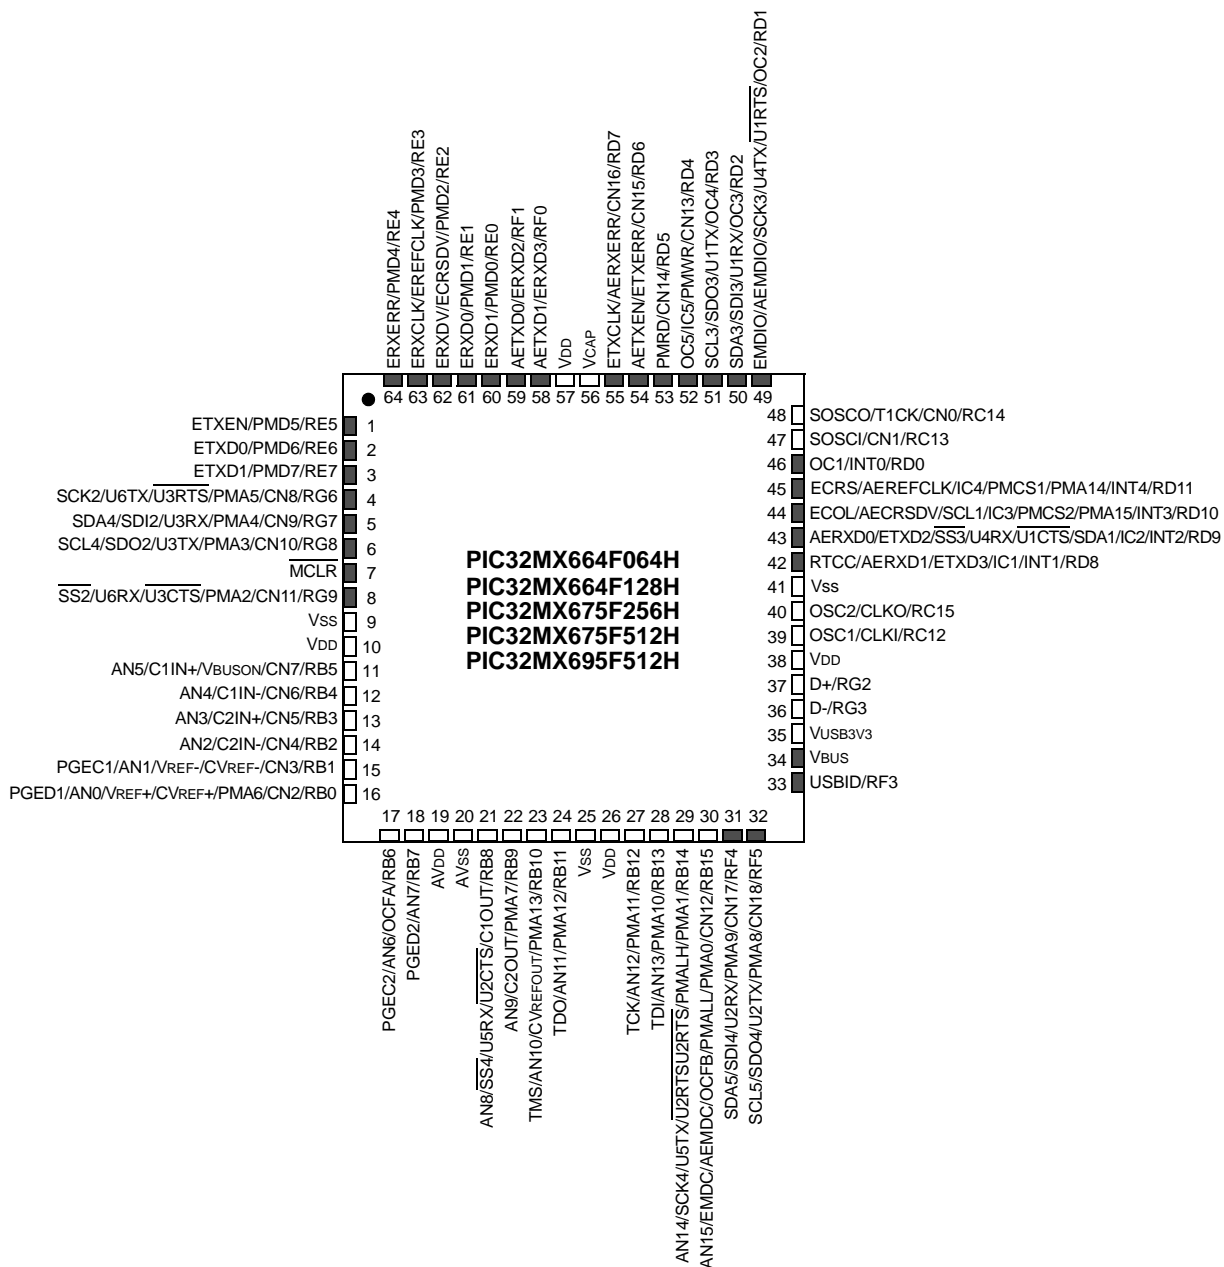 ERXERR/PMD4/RE4
ERXCLK/EREFCLK/PMD3/RE3
ERXDV/ECRSDV/PMD2/RE2
ERXD0/PMD1/RE1
ERXD1/PMD0/RE0
AETXD0/ERXD2/RF1
AETXD1/ERXD3/RF0
VDD
VCAP
ETXCLK/AERXERR/CN16/RD7
AETXEN/ETXERR/CN15/RD6
PMRD/CN14/RD5
OC5/IC5/PMWR/CN13/RD4
SCL3/SDO3/U1TX/OC4/RD3
SDA3/SDI3/U1RX/OC3/RD2
EMDIO/AEMDIO/SCK3/U4TX/U1RTS/OC2/RD1
64 63 62 61 60 59 58 57 56 55 54 53 52 51 50 49
ETXEN/PMD5/RE5 1
ETXD0/PMD6/RE6 2
ETXD1/PMD7/RE7 3
SCK2/U6TX/U3RTS/PMA5/CN8/RG6 4
SDA4/SDI2/U3RX/PMA4/CN9/RG7 5
SCL4/SDO2/U3TX/PMA3/CN10/RG8 6
MCLR 7
SS2/U6RX/U3CTS/PMA2/CN11/RG9 8
VSS 9
VDD 10
AN5/C1IN+/VBUSON/CN7/RB5 11
AN4/C1IN-/CN6/RB4 12
AN3/C2IN+/CN5/RB3 13
AN2/C2IN-/CN4/RB2 14
PGEC1/AN1/VREF-/CVREF-/CN3/RB1 15
PGED1/AN0/VREF+/CVREF+/PMA6/CN2/RB0 16
PIC32MX664F064H
PIC32MX664F128H
PIC32MX675F256H
PIC32MX675F512H
PIC32MX695F512H
48 SOSCO/T1CK/CN0/RC14
47 SOSCI/CN1/RC13
46 OC1/INT0/RD0
45 ECRS/AEREFCLK/IC4/PMCS1/PMA14/INT4/RD11
44 ECOL/AECRSDV/SCL1/IC3/PMCS2/PMA15/INT3/RD10
43 AERXD0/ETXD2/SS3/U4RX/U1CTS/SDA1/IC2/INT2/RD9
42 RTCC/AERXD1/ETXD3/IC1/INT1/RD8
41 Vss
40 OSC2/CLKO/RC15
39 OSC1/CLKI/RC12
38 VDD
37 D+/RG2
36 D-/RG3
35 VUSB3V3
34 VBUS
33 USBID/RF3
17 18 19 20 21 22 23 24 25 26 27 28 29 30 31 32
PGEC2/AN6/OCFA/RB6
PGED2/AN7/RB7
AVDD
AVSS
AN8/SS4/U5RX/U2CTS/C1OUT/RB8
AN9/C2OUT/PMA7/RB9
TMS/AN10/CVREFOUT/PMA13/RB10
TDO/AN11/PMA12/RB11
VSS
VDD
TCK/AN12/PMA11/RB12
TDI/AN13/PMA10/RB13
AN14/SCK4/U5TX/U2RTSU2RTS/PMALH/PMA1/RB14
AN15/EMDC/AEMDC/OCFB/PMALL/PMA0/CN12/RB15
SDA5/SDI4/U2RX/PMA9/CN17/RF4
SCL5/SDO4/U2TX/PMA8/CN18/RF5